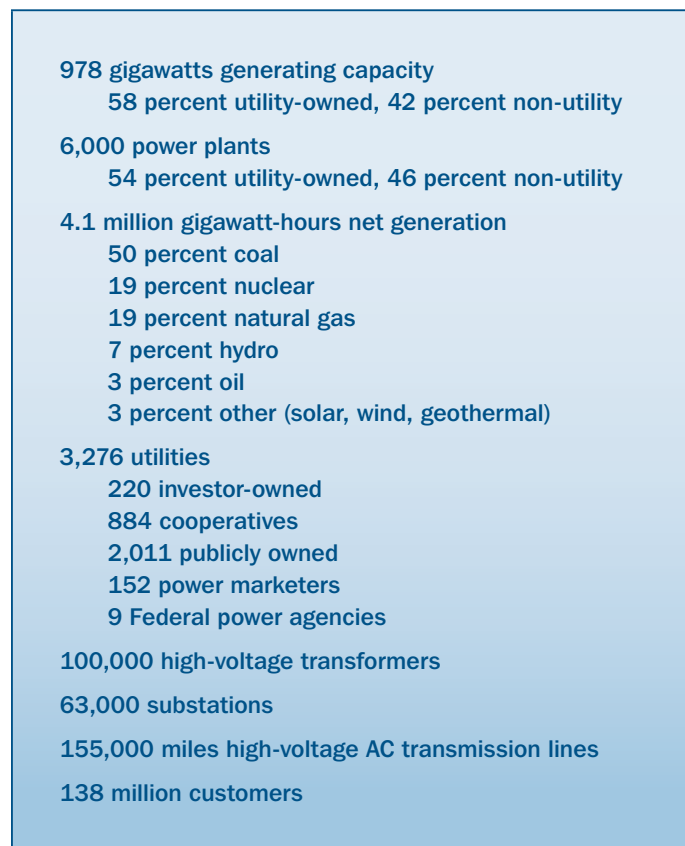 978 gigawatts generating capacity
58 percent utility-owned, 42 percent non-utility
6,000 power plants
54 percent utility-owned, 46 percent non-utility
4.1 million gigawatt-hours net generation
50 percent coal
19 percent nuclear
19 percent natural gas
7 percent hydro
3 percent oil
3 percent other (solar, wind, geothermal)
3,276 utilities
220 investor-owned
884 cooperatives
2,011 publicly owned
152 power marketers
9 Federal power agencies
100,000 high-voltage transformers
63,000 substations
155,000 miles high-voltage AC transmission lines
138 million customers